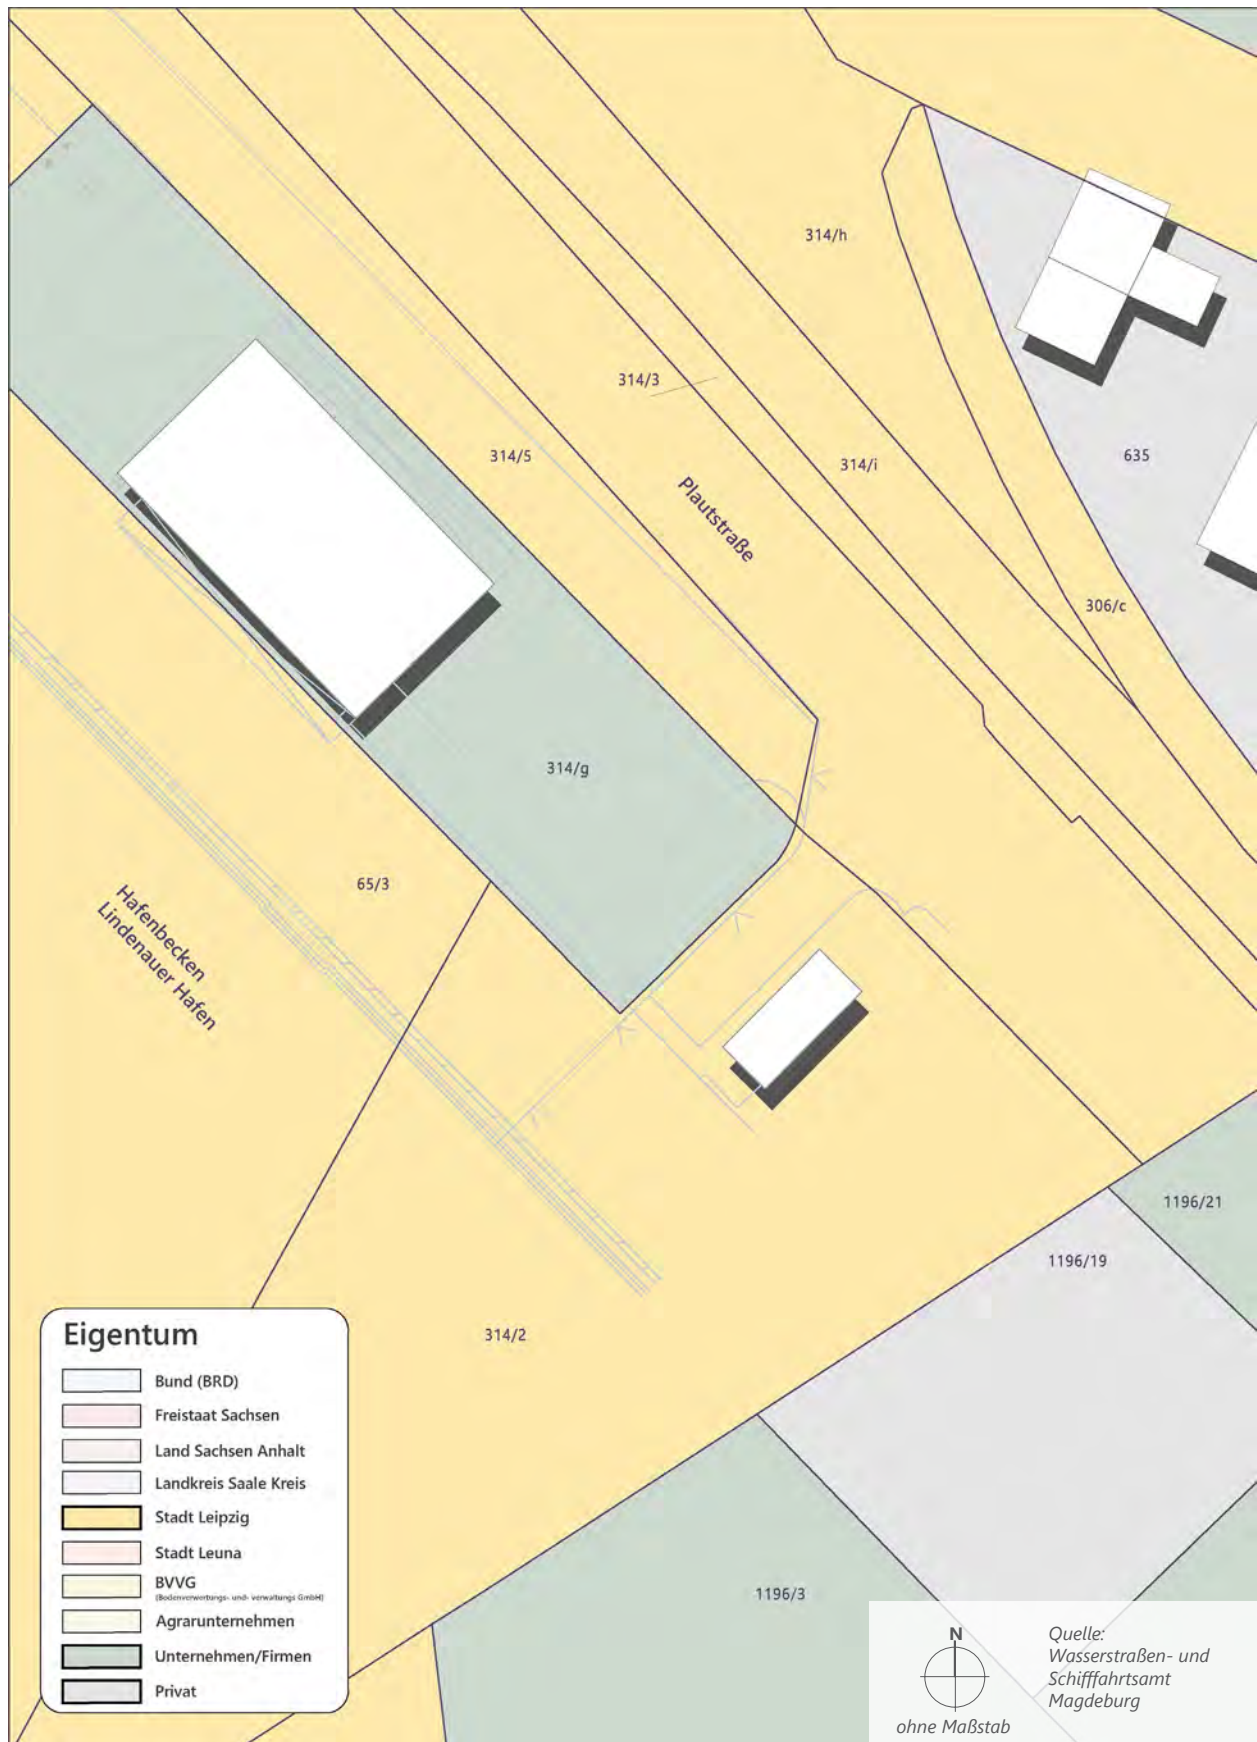 314/h
314/3
314/5
314/i
635
Plautstraße
306/c
314/g
65/3
Hafenbecken
Lindenauer Hafen
1196/21
1196/19
314/2
1196/3
Eigentum
Bund (BRD)
Freistaat Sachsen
Land Sachsen Anhalt
Landkreis Saale Kreis
Stadt Leipzig
Stadt Leuna
BVVG
(Bodenverwertungs- und- verwaltungs GmbH)
Agrarunternehmen
Unternehmen/Firmen
Privat
N
ohne Maßstab
Quelle:
Wasserstraßen- und
Schifffahrtsamt
Magdeburg